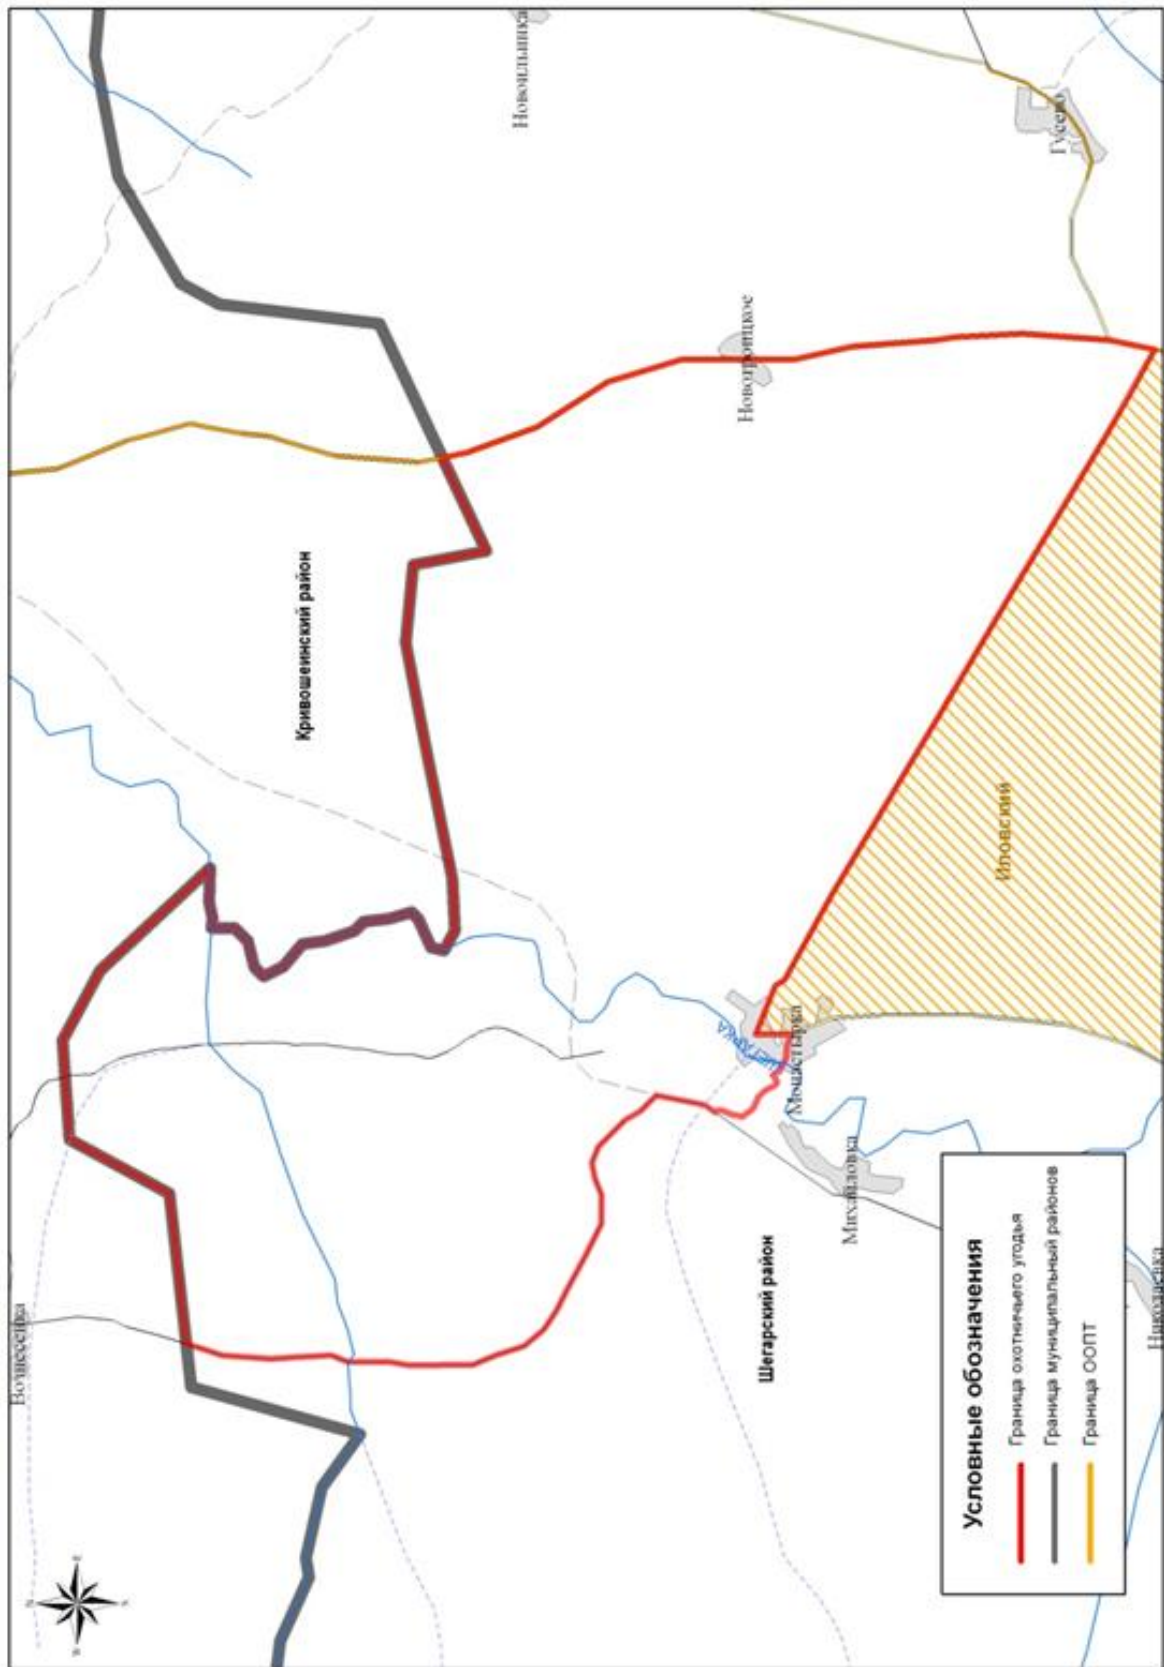 Новоильинка
Гусево
Вознесенка
Кривошеинский район
Новотроицкое
Иловский
ШЕГАРКА
Монастырка
Михайловка
Шегарский район
Николаевка
Условные обозначения
Граница охотничьего угодья
Граница муниципальный районов
Граница ООПТ
N
E
S
W